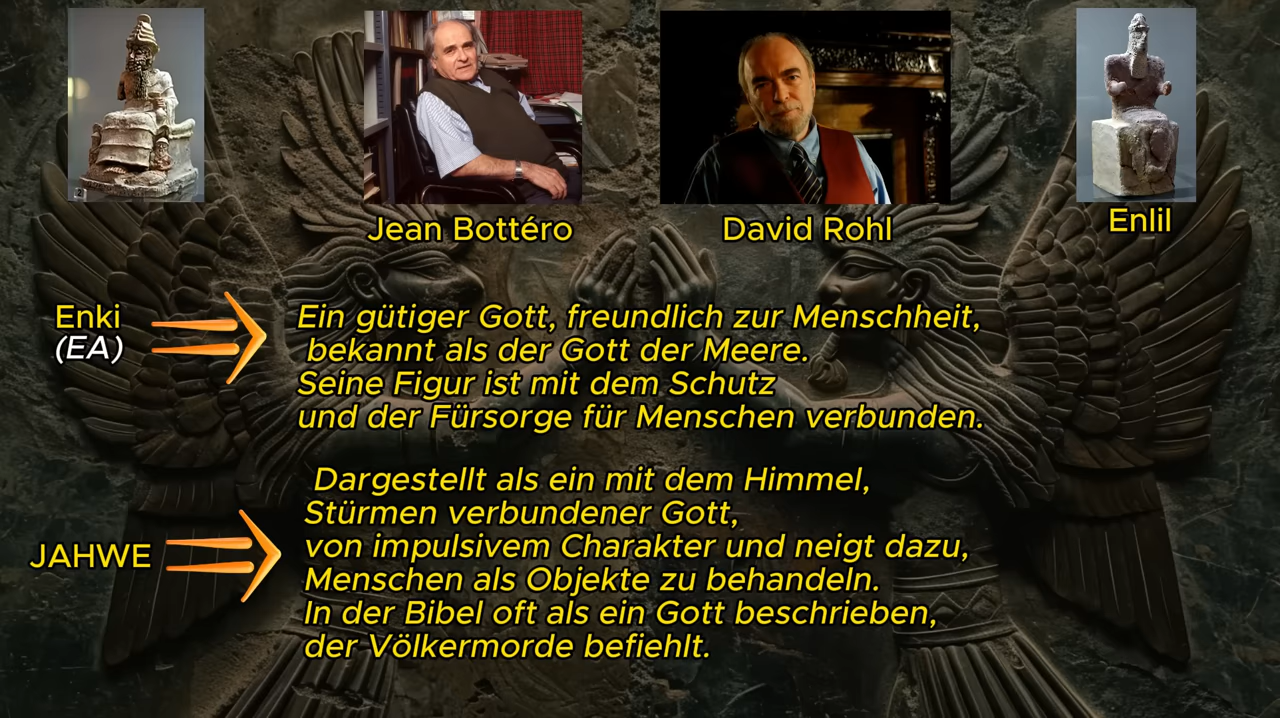 Jean Bottéro
David Rohl
Enlil
Enki
(EA)
Ein gütiger Gott, freundlich zur Menschheit,
bekannt als der Gott der Meere.
Seine Figur ist mit dem Schutz
und der Fürsorge für Menschen verbunden.
JAHWE
Dargestellt als ein mit dem Himmel,
Stürmen verbundener Gott,
von impulsivem Charakter und neigt dazu,
Menschen als Objekte zu behandeln.
In der Bibel oft als ein Gott beschrieben,
der Völkermorde befiehlt.